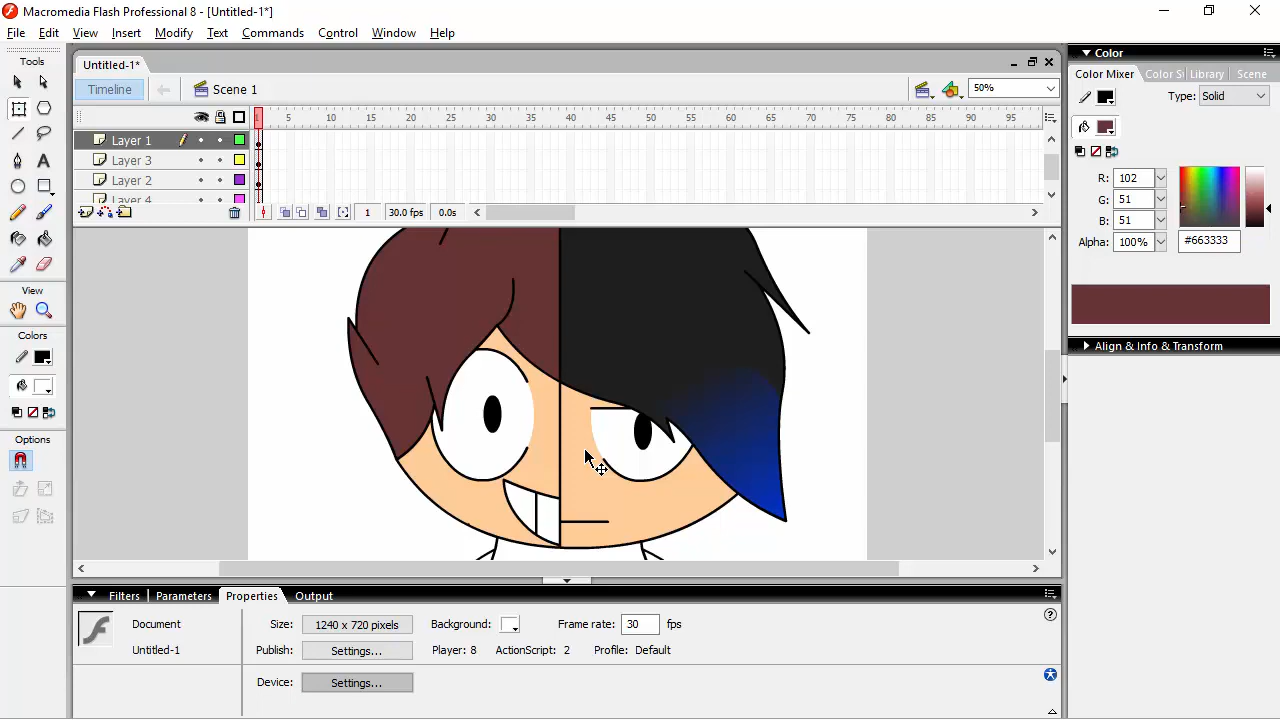 Macromedia Flash Professional 8 - [Untitled-1*]
File Edit View Insert Modify Text Commands Control Window Help
Tools
View
Colors
Options
Untitled-1*
Timeline
Scene 1
50%
1 5 10 15 20 25 30 35 40 45 50 55 60 65 70 75 80 85 90 95
Layer 1
Layer 3
Layer 2
Layer 4
1 30.0 fps 0.0s
Filters Parameters Properties Output
Document
Untitled-1
Size: 1240 x 720 pixels Background: Frame rate: 30 fps
Publish: Settings... Player: 8 ActionScript: 2 Profile: Default
Device: Settings...
Color
Color Mixer Color S Library Scene
Type: Solid
R: 102
G: 51
B: 51
Alpha: 100% #663333
Align & Info & Transform